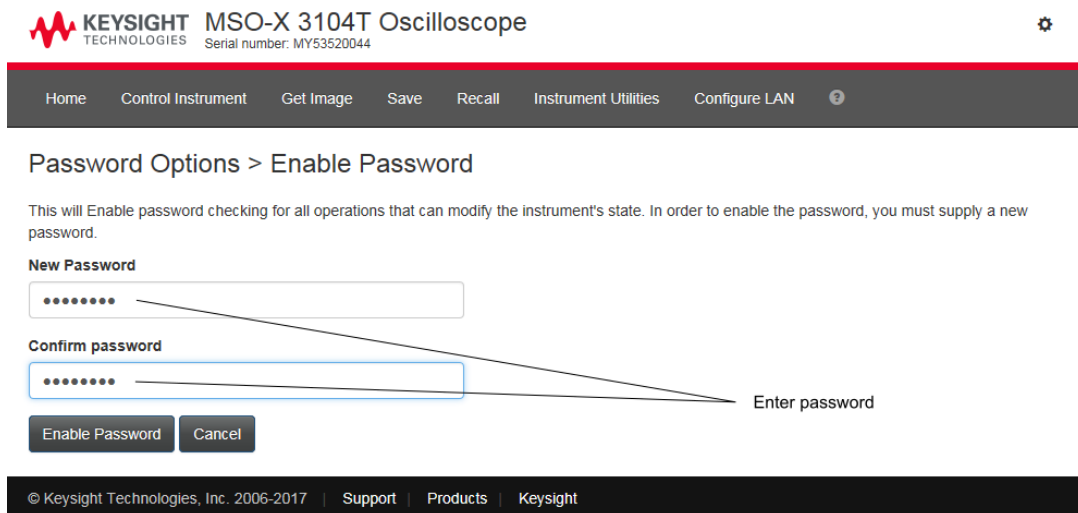 KEYSIGHT
TECHNOLOGIES
MSO-X 3104T Oscilloscope
Serial number: MY53520044
Home Control Instrument Get Image Save Recall Instrument Utilities Configure LAN ?
Password Options > Enable Password
This will Enable password checking for all operations that can modify the instrument's state. In order to enable the password, you must supply a new
password.
New Password
••••••••
Confirm password
••••••••
Enter password
Enable Password Cancel
© Keysight Technologies, Inc. 2006-2017 | Support | Products | Keysight